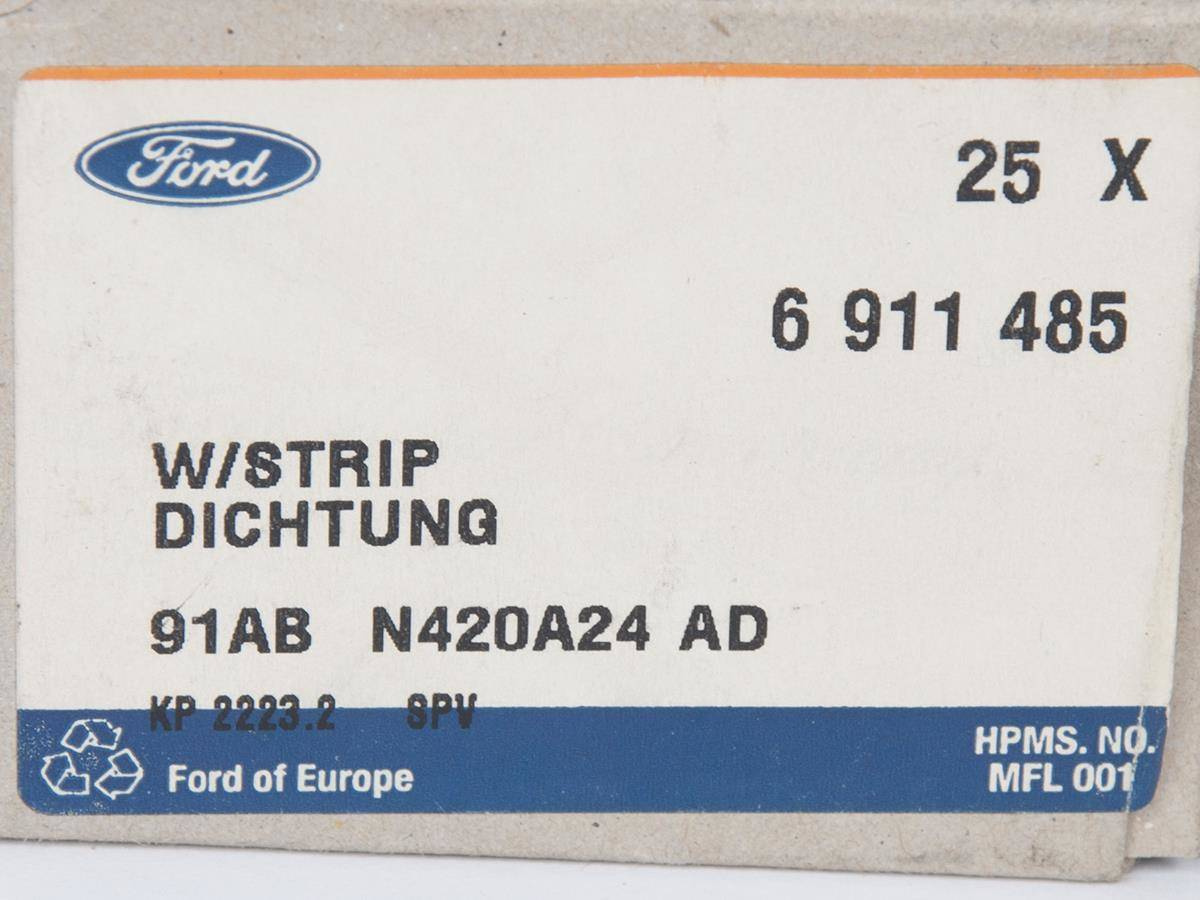 Ford
25 X
6 911 485
W/STRIP
DICHTUNG
91AB N420A24 AD
KP 2223.2 SPV
HPMS. NO.
Ford of Europe
MFL 001